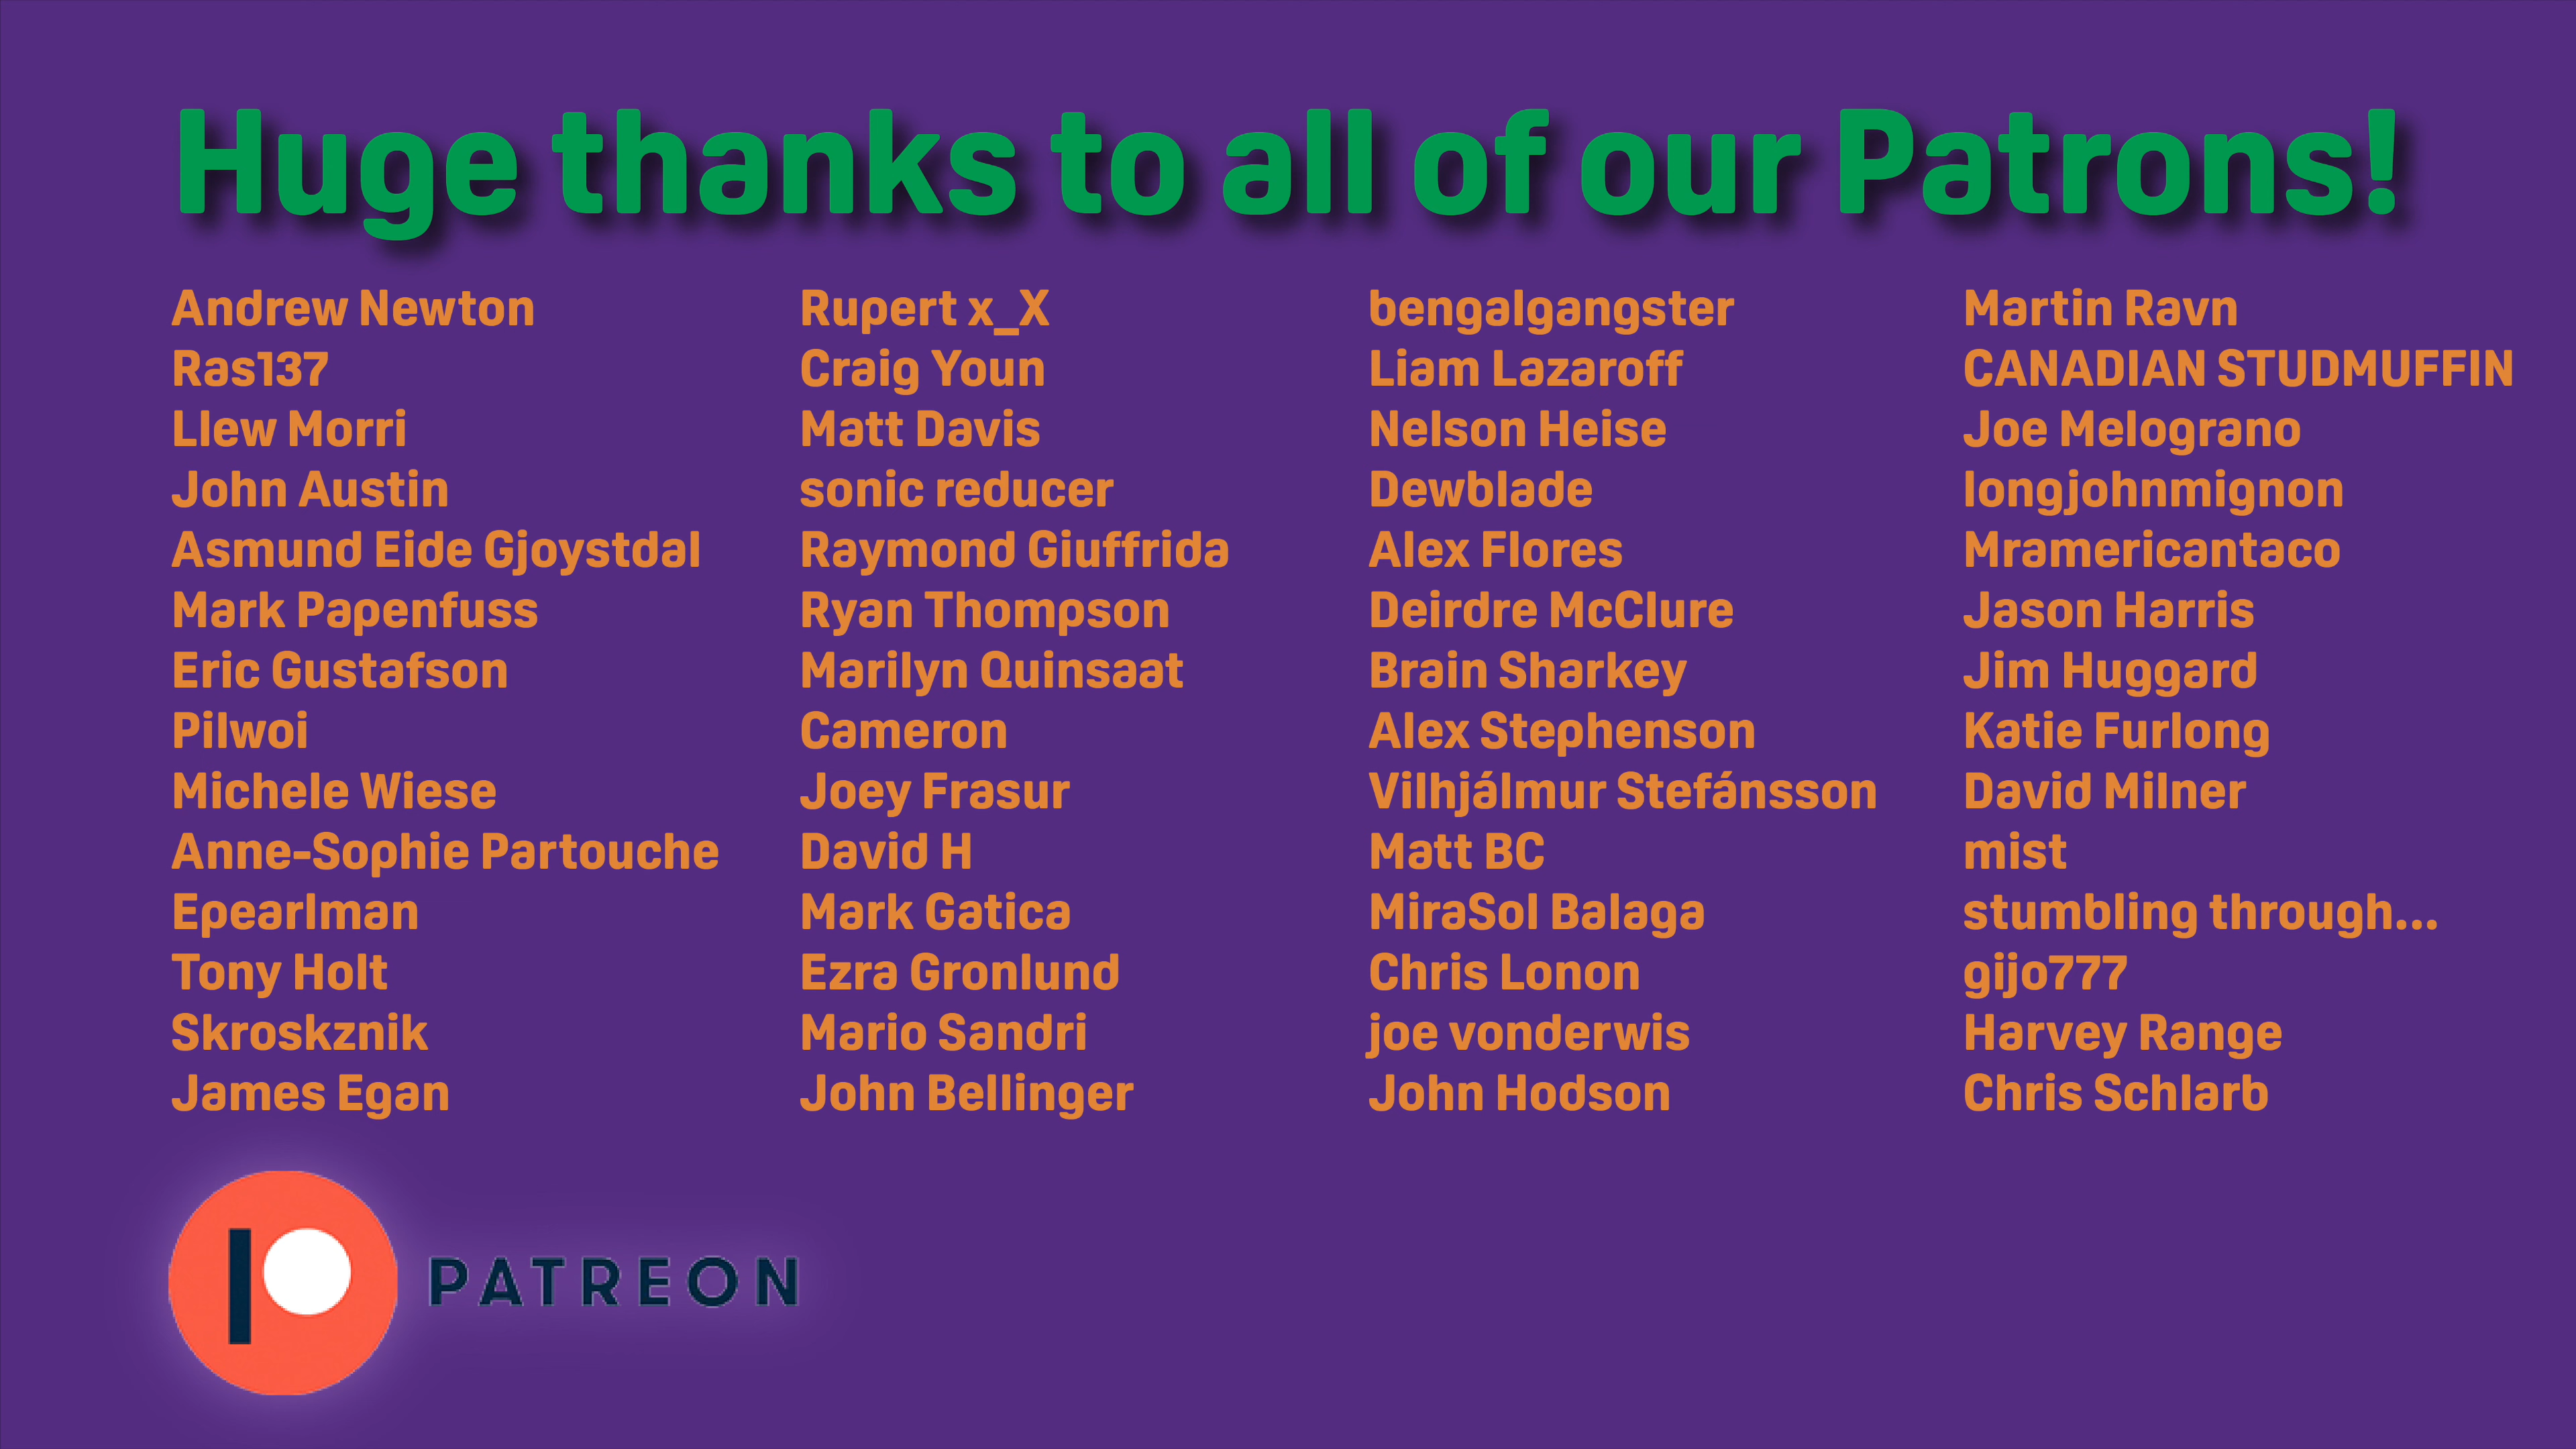 Huge thanks to all of our Patrons!
Andrew Newton
Ras137
Llew Morri
John Austin
Asmund Eide Gjoystdal
Mark Papenfuss
Eric Gustafson
Pilwoi
Michele Wiese
Anne-Sophie Partouche
Epearlman
Tony Holt
Skroskznik
James Egan
Rupert x_X
Craig Youn
Matt Davis
sonic reducer
Raymond Giuffrida
Ryan Thompson
Marilyn Quinsaat
Cameron
Joey Frasur
David H
Mark Gatica
Ezra Gronlund
Mario Sandri
John Bellinger
bengalgangster
Liam Lazaroff
Nelson Heise
Dewblade
Alex Flores
Deirdre McClure
Brain Sharkey
Alex Stephenson
Vilhjálmur Stefánsson
Matt BC
MiraSol Balaga
Chris Lonon
joe vonderwis
John Hodson
Martin Ravn
CANADIAN STUDMUFFIN
Joe Melograno
longjohnmignon
Mramericantaco
Jason Harris
Jim Huggard
Katie Furlong
David Milner
mist
stumbling through...
gijo777
Harvey Range
Chris Schlarb
PATREON